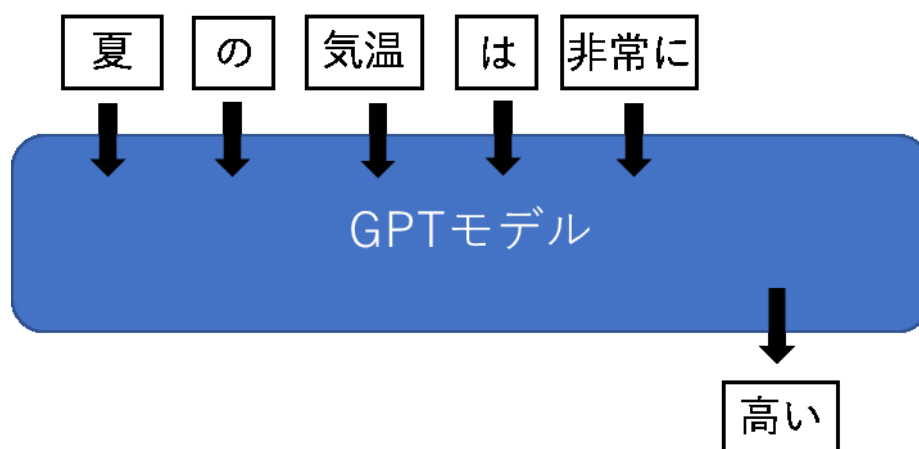 夏 の 気温 は 非常に
GPTモデル
高い